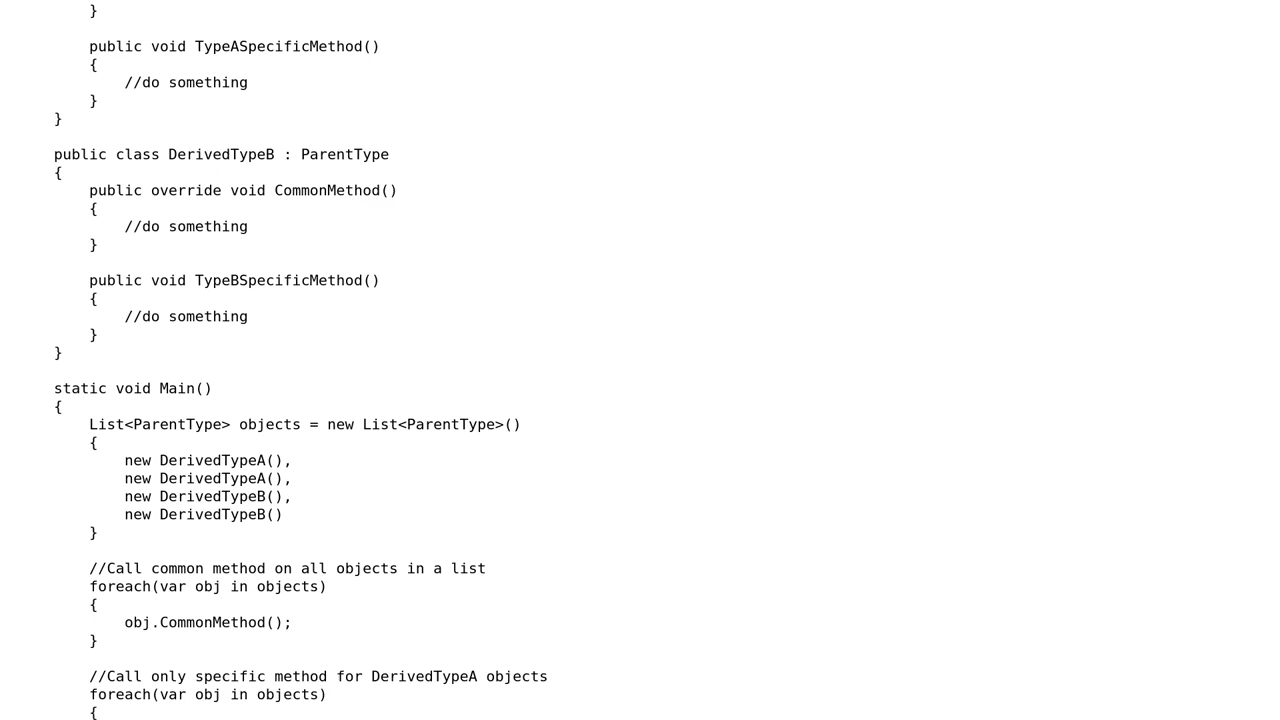 }

        public void TypeASpecificMethod()
        {
            //do something
        }
    }

    public class DerivedTypeB : ParentType
    {
        public override void CommonMethod()
        {
            //do something
        }

        public void TypeBSpecificMethod()
        {
            //do something
        }
    }

    static void Main()
    {
        List<ParentType> objects = new List<ParentType>()
        {
            new DerivedTypeA(),
            new DerivedTypeA(),
            new DerivedTypeB(),
            new DerivedTypeB()
        }

        //Call common method on all objects in a list
        foreach(var obj in objects)
        {
            obj.CommonMethod();
        }

        //Call only specific method for DerivedTypeA objects
        foreach(var obj in objects)
        {